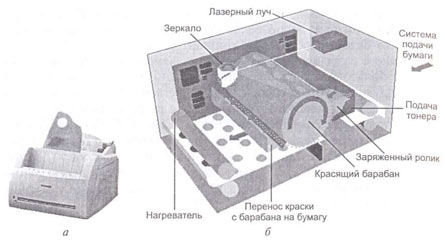 Лазерный луч
Зеркало
Система
подачи
бумаги
Подача
тонера
Заряженный ролик
Красящий барабан
Перенос краски
с барабана на бумагу
Нагреватель
а
б